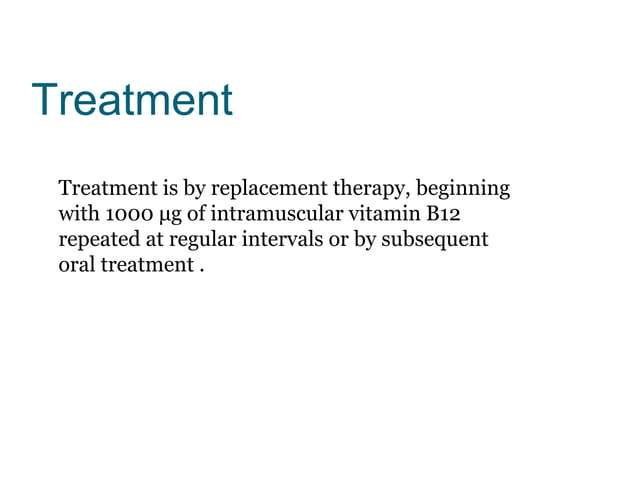 Treatment
Treatment is by replacement therapy, beginning
with 1000 µg of intramuscular vitamin B12
repeated at regular intervals or by subsequent
oral treatment .